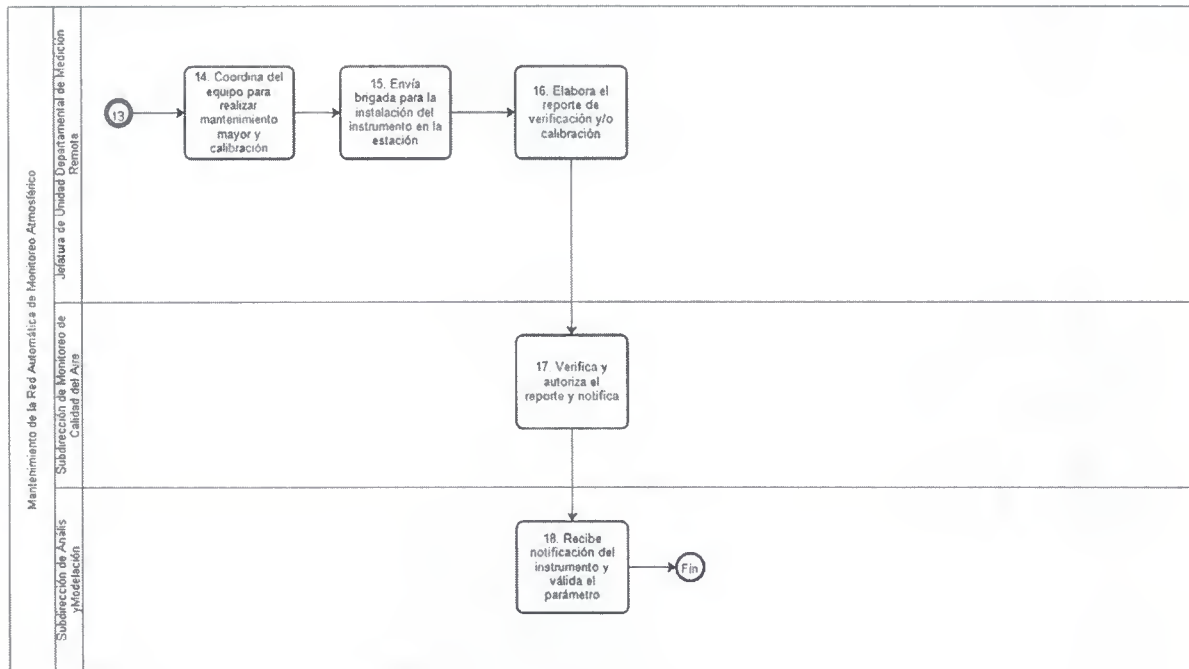 Mantenimiento de la Red Automática de Monitoreo Atmosférico
Jefatura de Unidad Departamental de Medición
Remota
13
14. Coordina del
equipo para
realizar
mantenimiento
mayor y
calibración
15. Envía
brigada para la
instalación del
instrumento en la
estación
16. Elabora el
reporte de
verificación y/o
calibración
Subdirección de Monitoreo de
Calidad del Aire
17. Verifica y
autoriza el
reporte y notifica
Subdirección de Anális
yModelación
18. Recibe
notificación del
instrumento y
válida el
parámetro
Fin